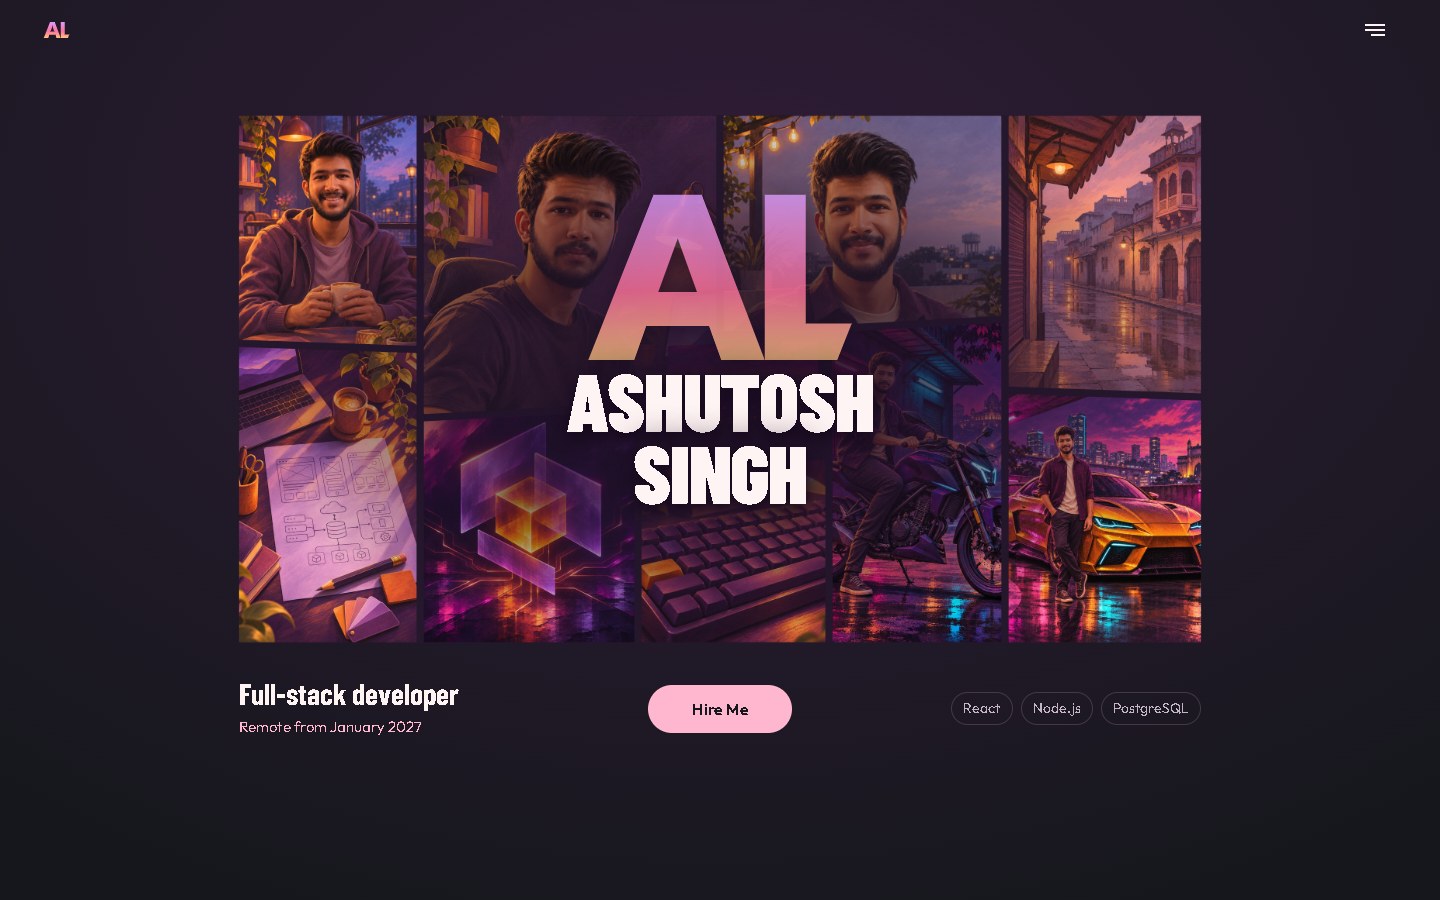 AL
AL
ASHUTOSH
SINGH
Full-stack developer
Remote from January 2027
Hire Me
React
Node.js
PostgreSQL